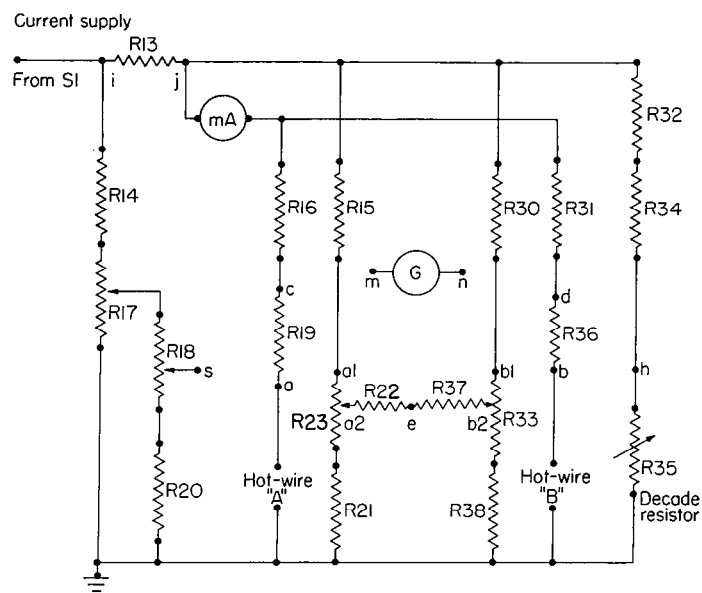 Current supply
R13
From S1
i
j
mA
R32
R14
R16
R15
R30
R31
R34
m
G
n
c
d
R17
R19
R36
R18
s
a
a1
b1
b
h
R22
R37
R23
a2
e
b2
R33
R35
Hot-wire
"A"
Hot-wire
"B"
Decade
resistor
R20
R21
R38